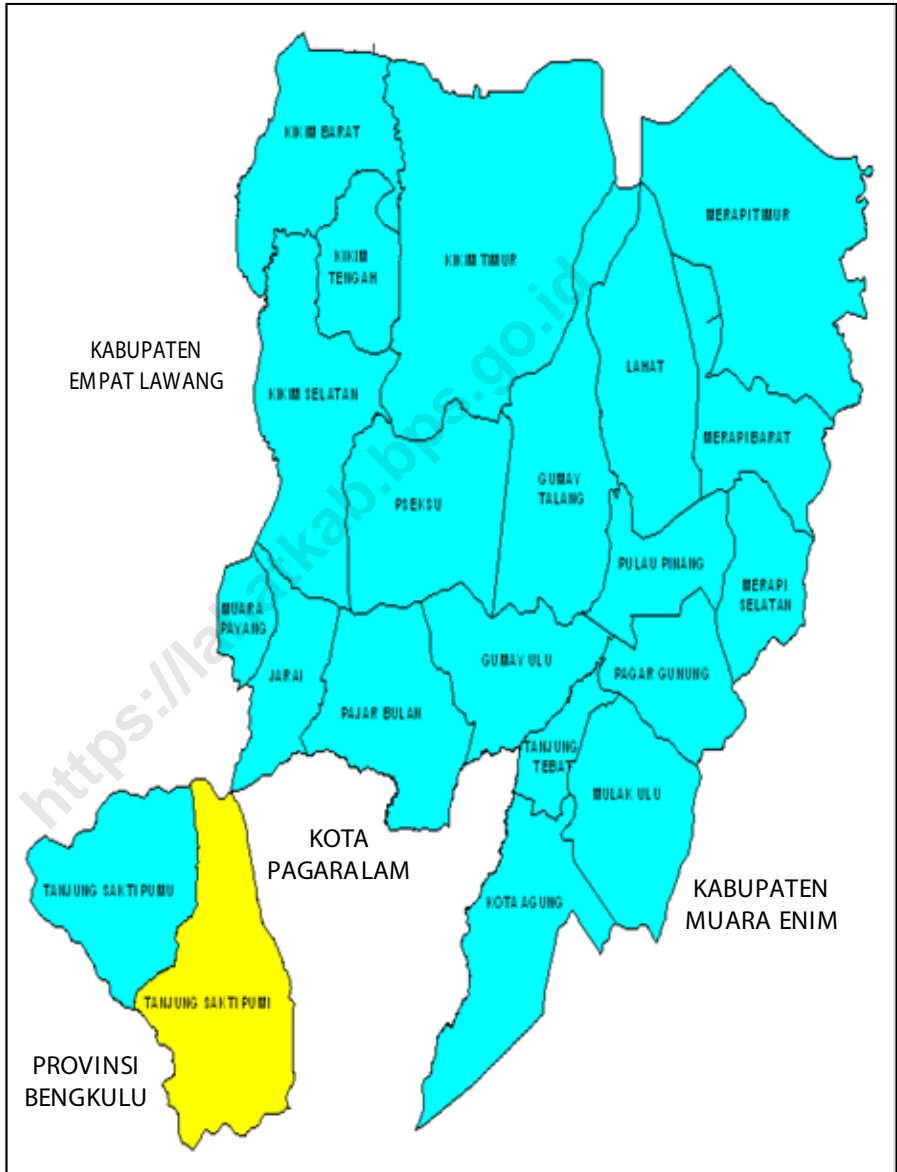 KIKIM BARAT
MERAPI TIMUR
KIKIM
TENGAH
KIKIM TIMUR
KABUPATEN
EMPAT LAWANG
LAHAT
KIKIM SELATAN
MERAPI BARAT
GUMAY
TALANG
PSEKSU
PULAU PINANG
MERAPI
SELATAN
MUARA
PAYANG
GUMAY ULU
JARAI
PAGAR GUNUNG
PAJAR BULAN
TANJUNG
TEBAT
MULAK ULU
KOTA
PAGARALAM
TANJUNG SAKTI PUMU
KOTA AGUNG
KABUPATEN
MUARA ENIM
TANJUNG SAKTI PUMI
PROVINSI
BENGKULU
https://lahatkab.bps.go.id